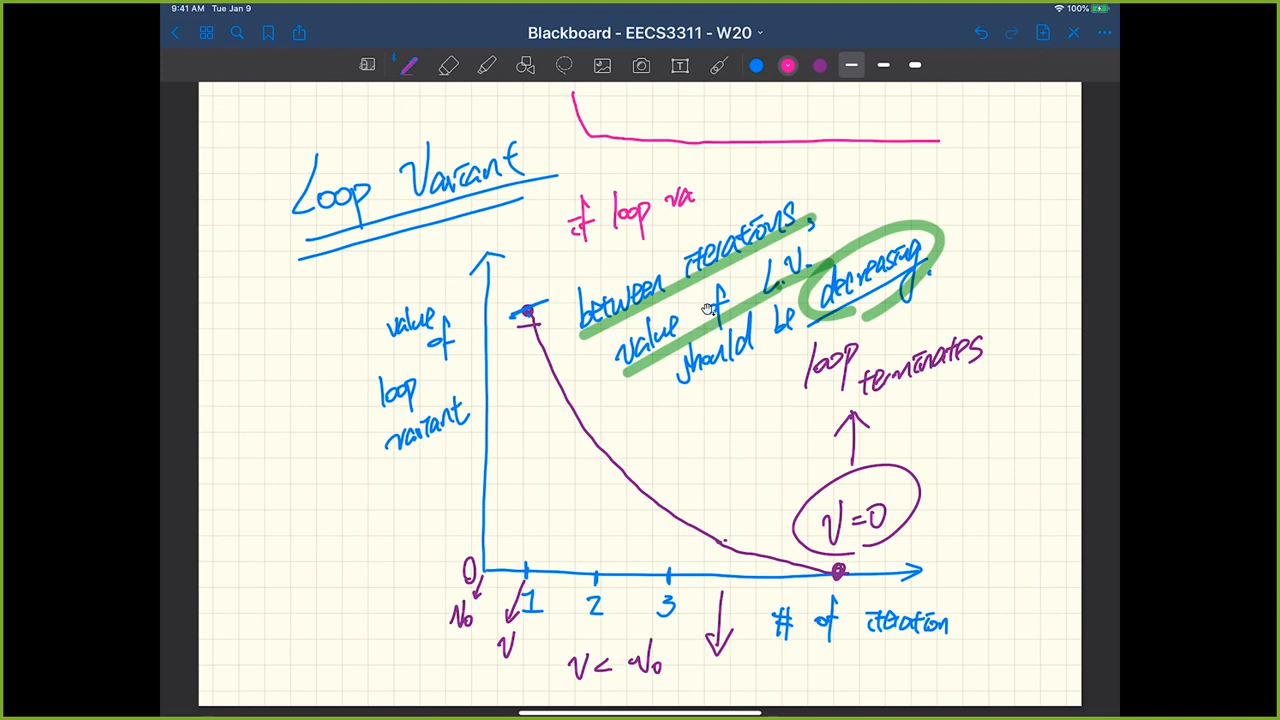 9:41 AM Tue Jan 9
100%
Blackboard - EECS3311 - W20
Loop Variant
if loop va
between iterations,
value of L.V.
should be decreasing.
value
of
loop
variant
loop
terminates
V=0
0
1 2 3 # of iteration
V0
V
V < V0